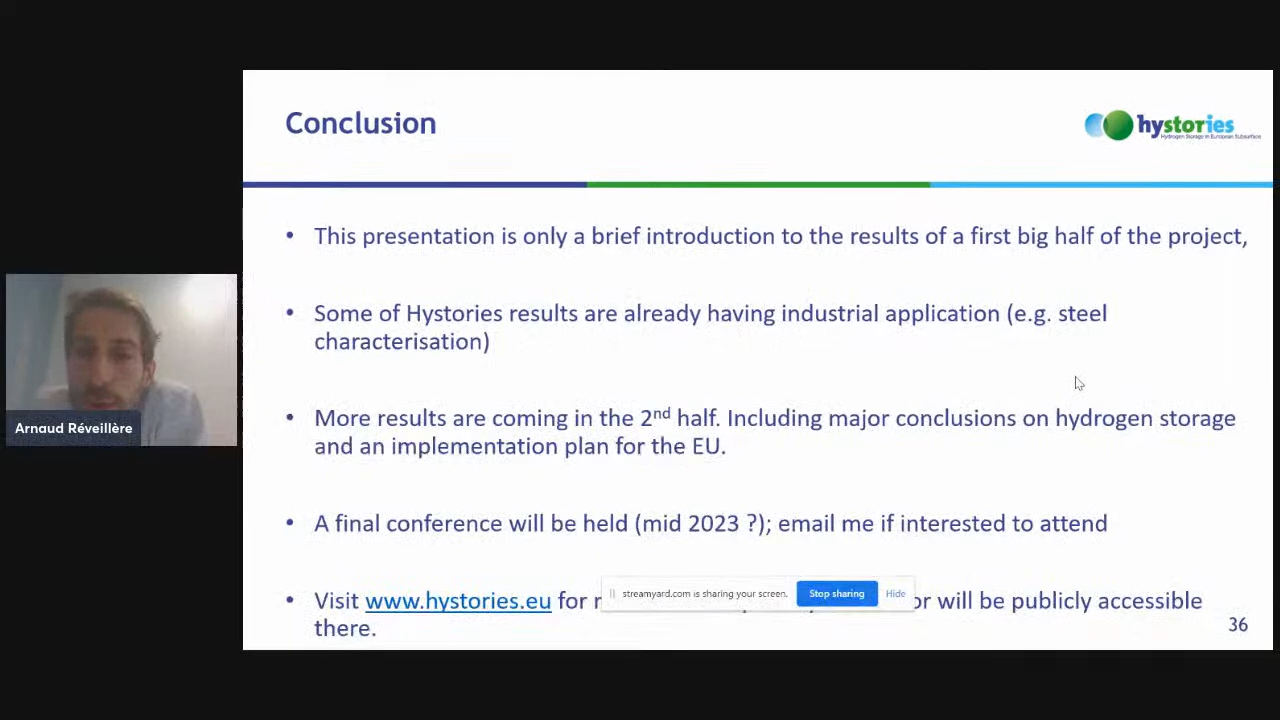 Conclusion
hystories
Hydrogen Storage in European Subsurface
• This presentation is only a brief introduction to the results of a first big half of the project,
• Some of Hystories results are already having industrial application (e.g. steel
characterisation)
Arnaud Réveillère
• More results are coming in the 2nd half. Including major conclusions on hydrogen storage
and an implementation plan for the EU.
• A final conference will be held (mid 2023 ?); email me if interested to attend
• Visit www.hystories.eu for or will be publicly accessible
there.
streamyard.com is sharing your screen. Stop sharing Hide
36